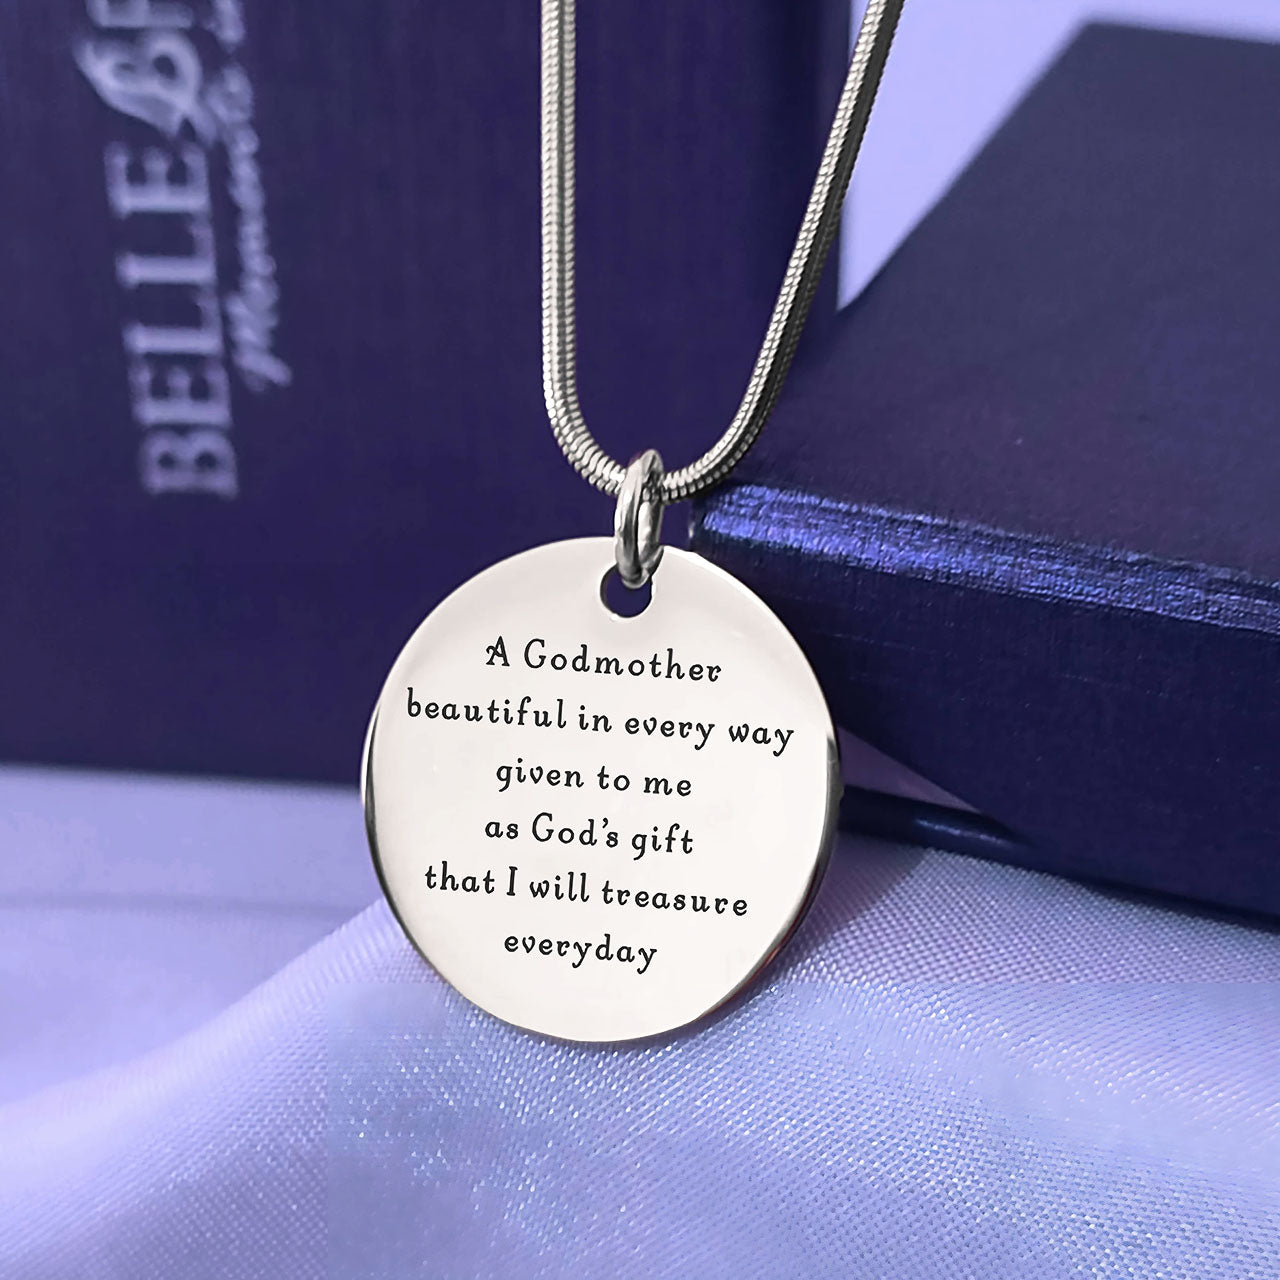 BELLE
A Godmother
beautiful in every way
given to me
as God's gift
that I will treasure
everyday